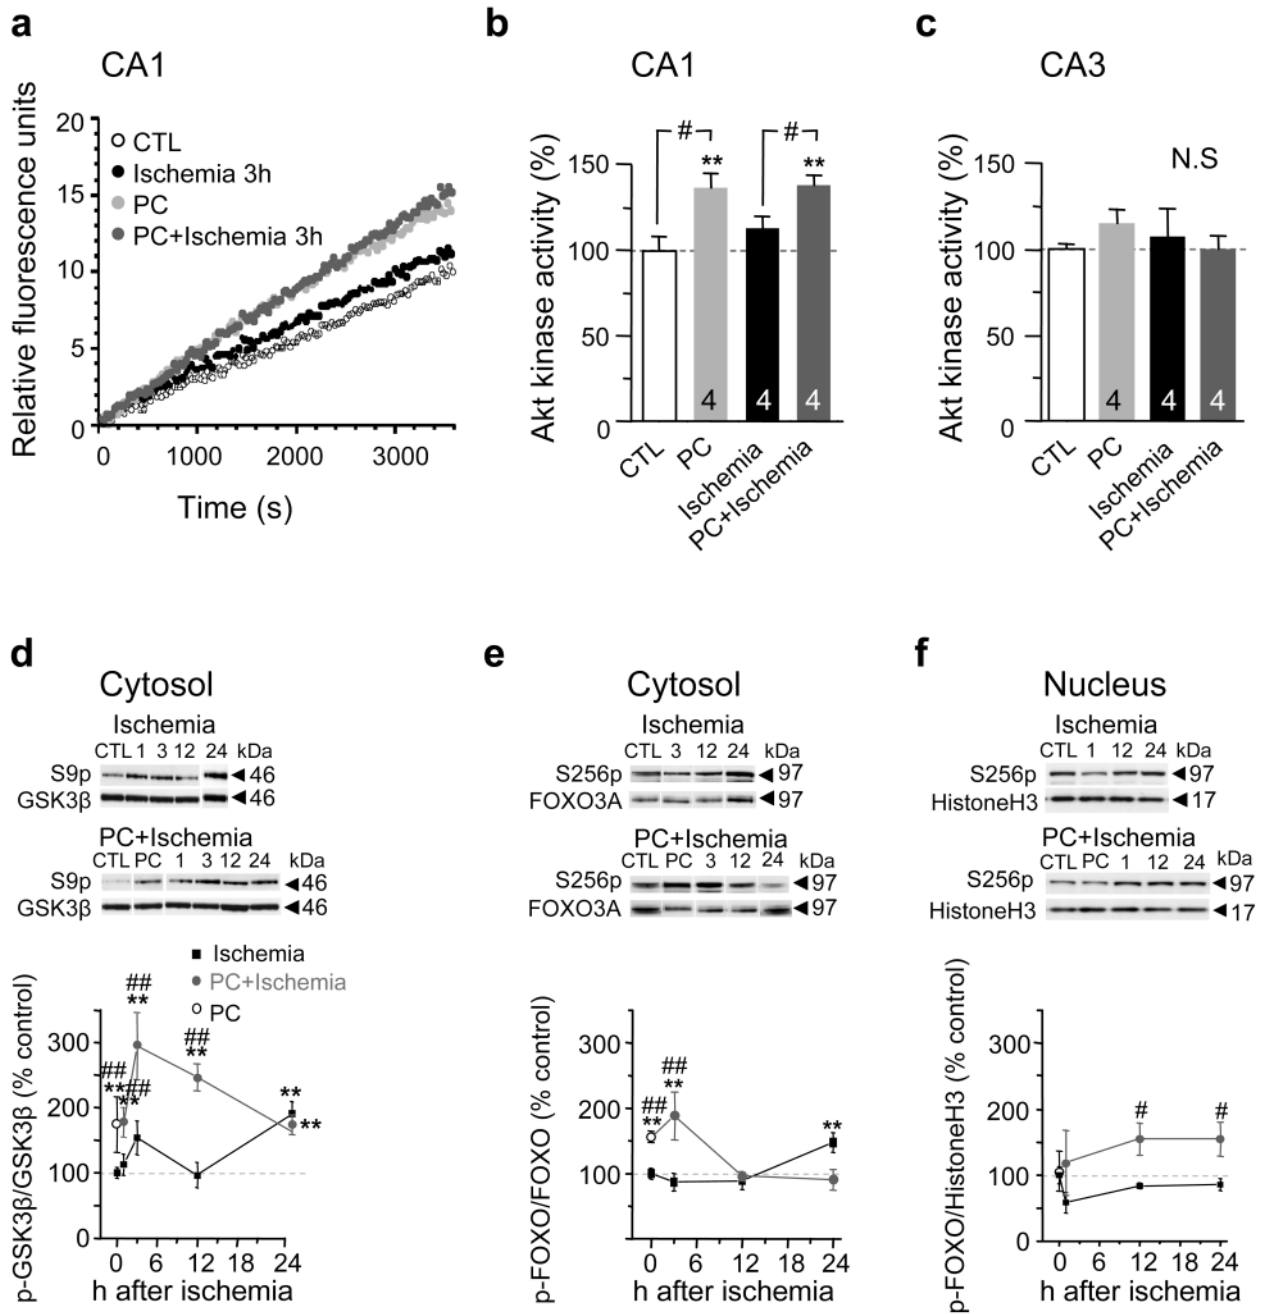 a
CA1
Relative fluorescence units
20
15
10
5
0
CTL
Ischemia 3h
PC
PC+Ischemia 3h
0 1000 2000 3000
Time (s)
b
CA1
Akt kinase activity (%)
150
100
50
0
# #
** **
4 4 4
CTL PC Ischemia PC+Ischemia
c
CA3
Akt kinase activity (%)
150
100
50
0
N.S
4 4 4
CTL PC Ischemia PC+Ischemia
d
Cytosol
Ischemia
CTL 1 3 12 24 kDa
S9p ◄46
GSK3β ◄46
PC+Ischemia
CTL PC 1 3 12 24 kDa
S9p ◄46
GSK3β ◄46
Ischemia
PC+Ischemia
PC
p-GSK3β/GSK3β (% control)
300
200
100
0
##
**
##
**
##
**
##
**
**
**
0 6 12 18 24
h after ischemia
e
Cytosol
Ischemia
CTL 3 12 24 kDa
S256p ◄97
FOXO3A ◄97
PC+Ischemia
CTL PC 3 12 24 kDa
S256p ◄97
FOXO3A ◄97
p-FOXO/FOXO (% control)
300
200
100
0
##
**
##
**
**
0 6 12 18 24
h after ischemia
f
Nucleus
Ischemia
CTL 1 12 24 kDa
S256p ◄97
HistoneH3 ◄17
PC+Ischemia
CTL PC 1 12 24 kDa
S256p ◄97
HistoneH3 ◄17
p-FOXO/HistoneH3 (% control)
300
200
100
0
# #
0 6 12 18 24
h after ischemia